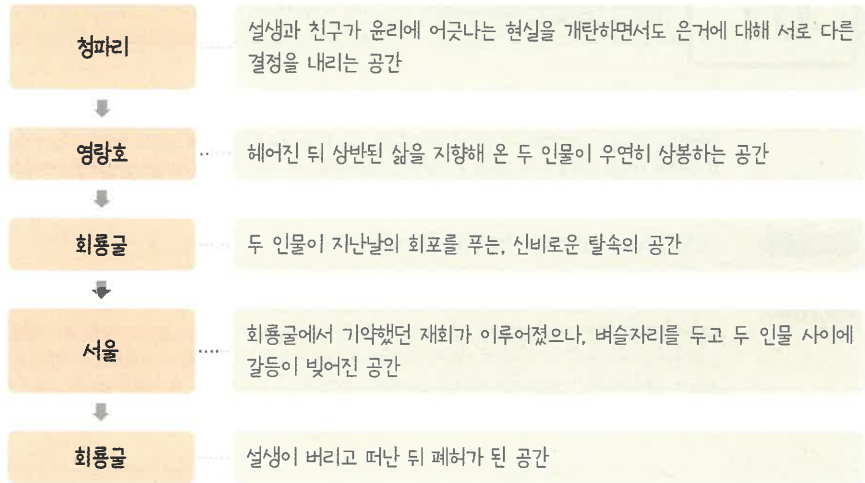 청파리
설생과 친구가 윤리에 어긋나는 현실을 개탄하면서도 은거에 대해 서로 다른
결정을 내리는 공간
영랑호
헤어진 뒤 상반된 삶을 지향해 온 두 인물이 우연히 상봉하는 공간
회룡굴
두 인물이 지난날의 회포를 푸는, 신비로운 탈속의 공간
서울
회룡굴에서 기약했던 재회가 이루어졌으나, 벼슬자리를 두고 두 인물 사이에
갈등이 빚어진 공간
회룡굴
설생이 버리고 떠난 뒤 폐허가 된 공간